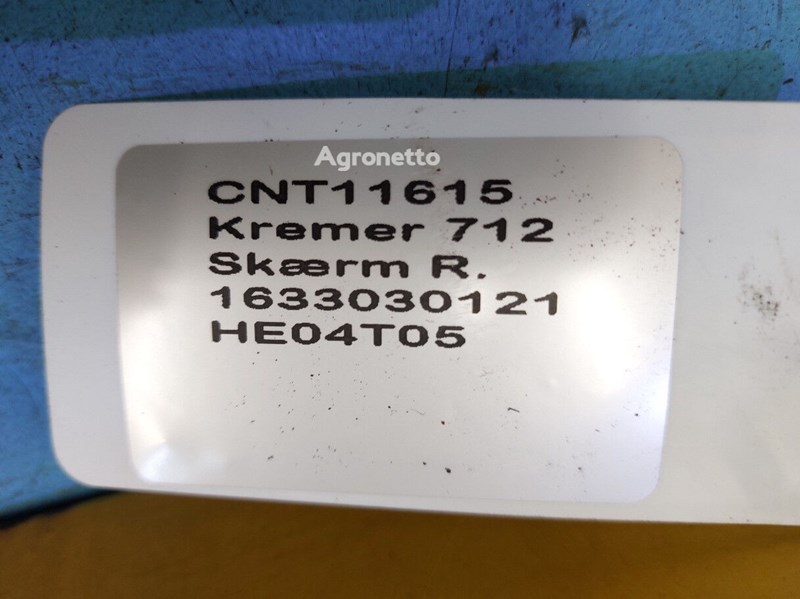 Agronetto
CNT11615
Kremer 712
Skærm R.
1633030121
HE04T05